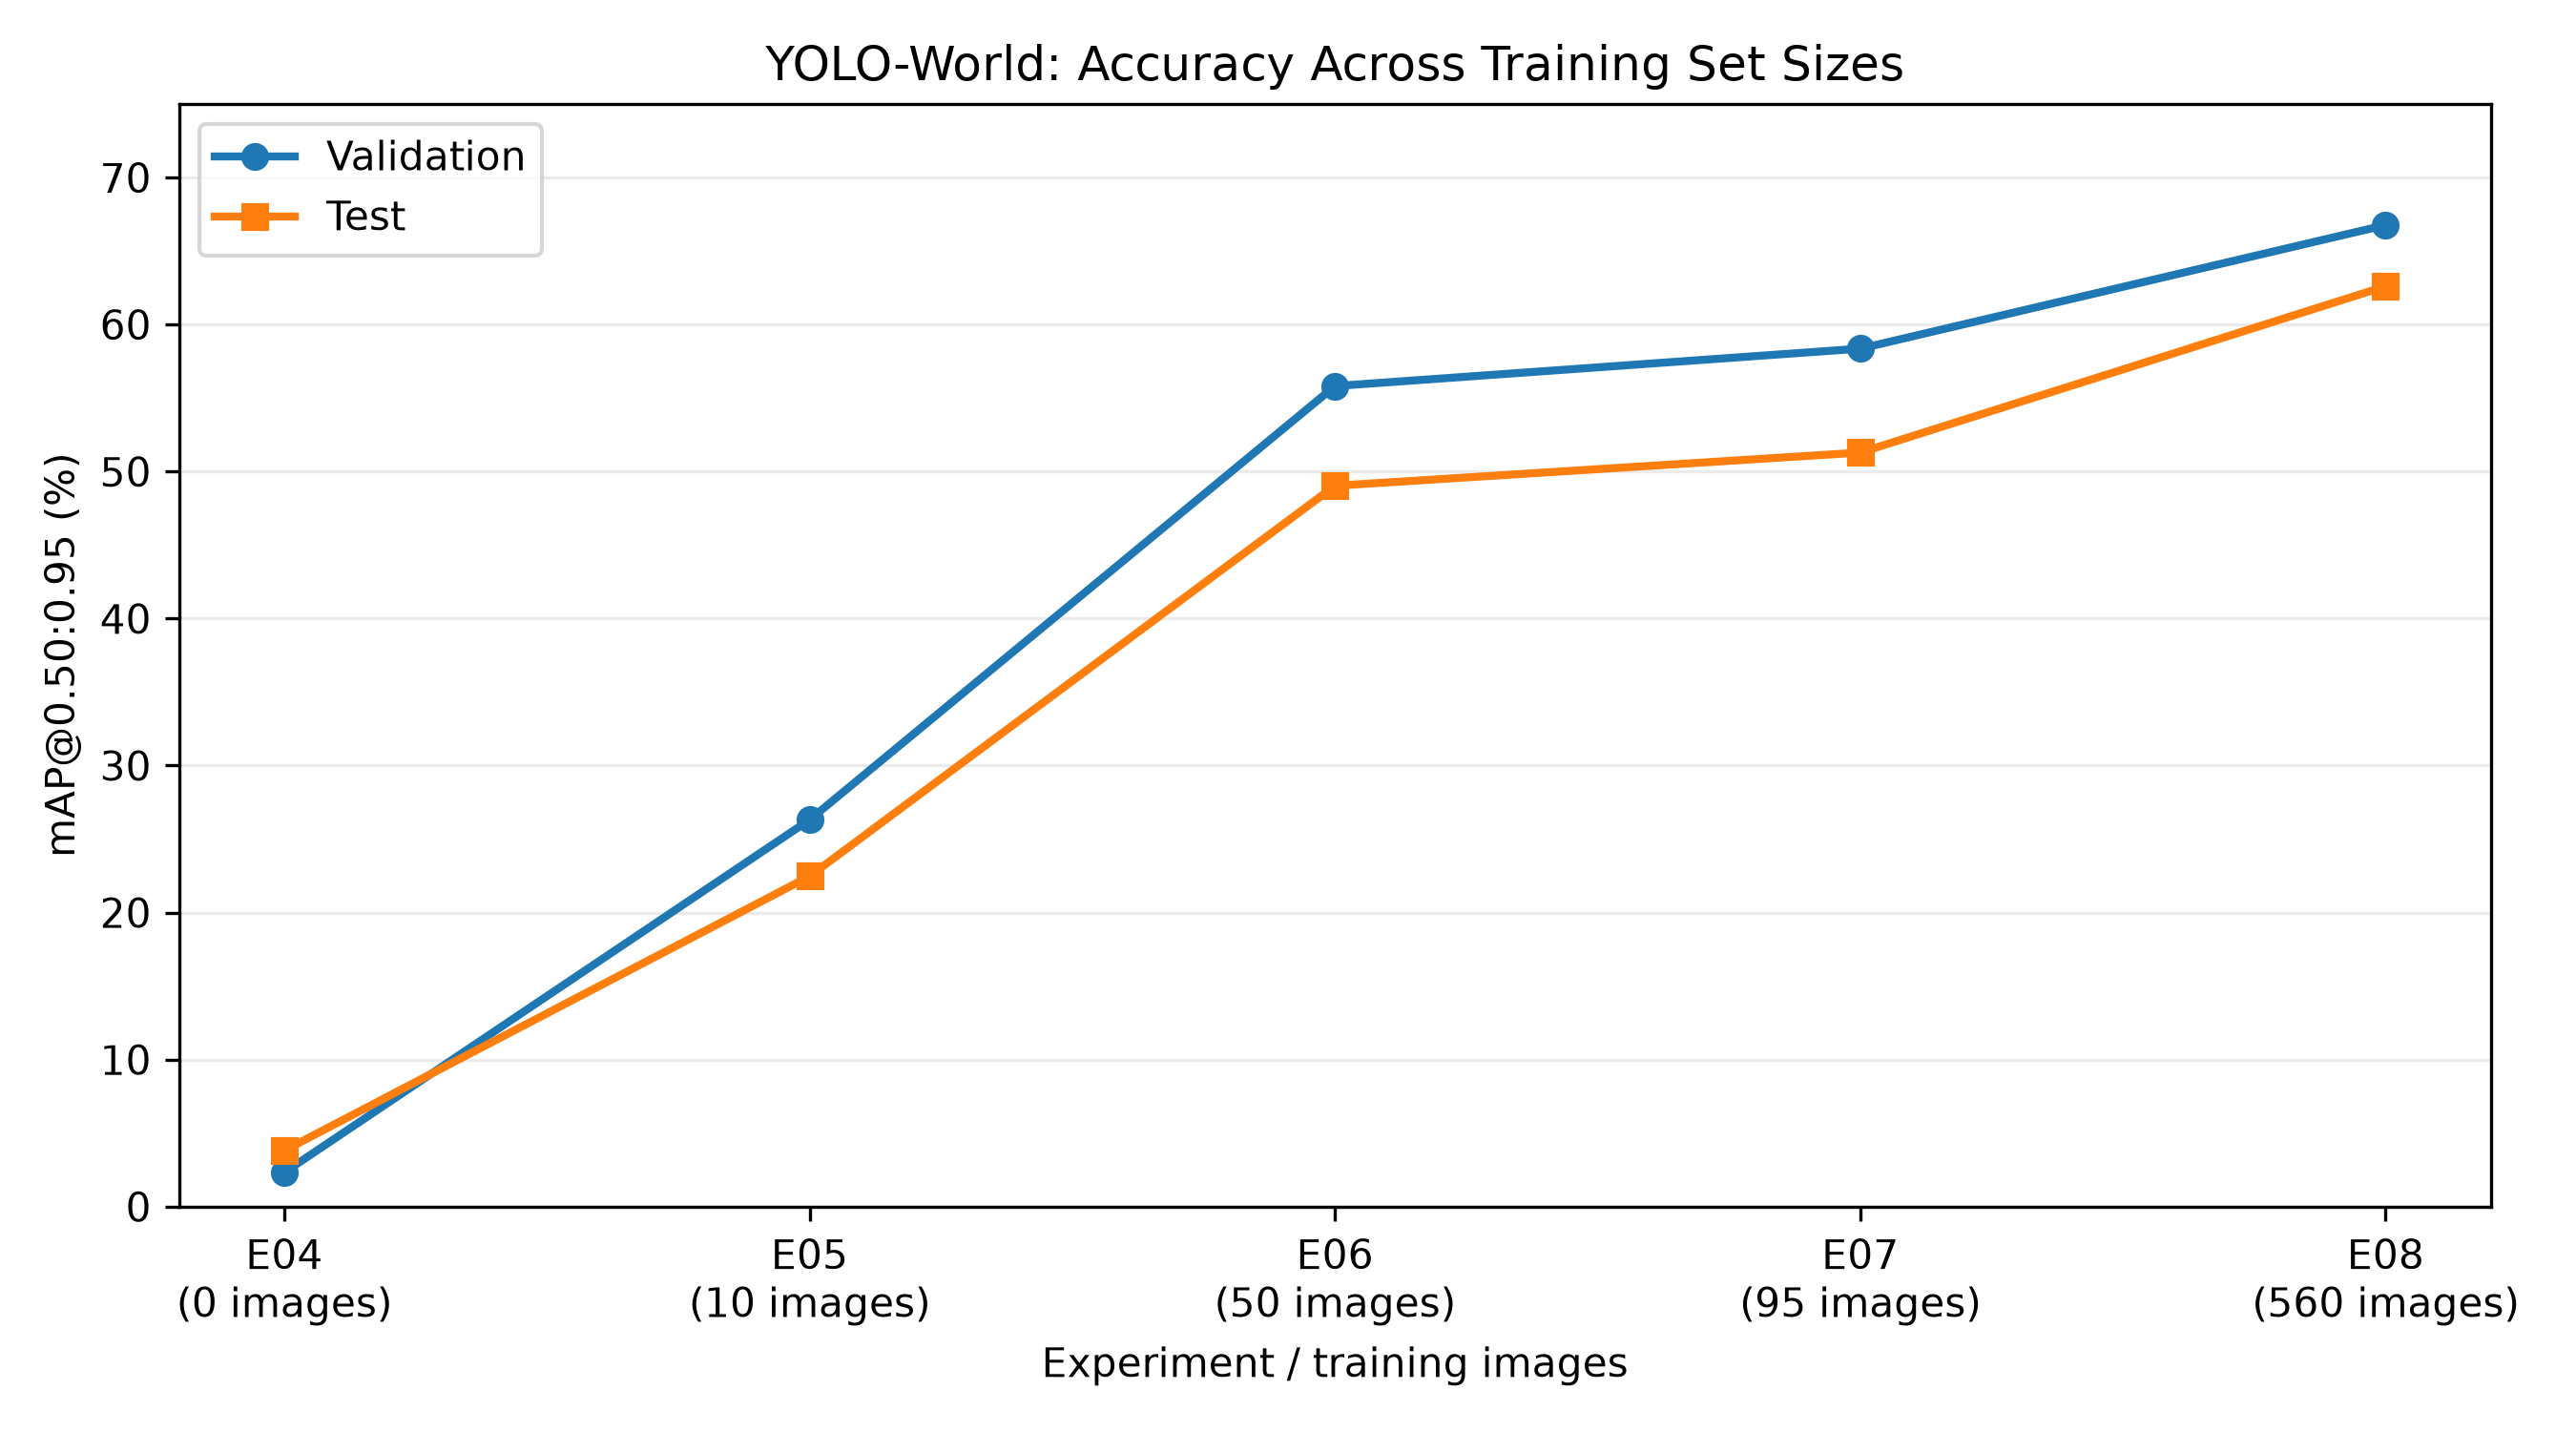 YOLO-World: Accuracy Across Training Set Sizes
Validation
Test
mAP@0.50:0.95 (%)
70
60
50
40
30
20
10
0
E04
(0 images)
E05
(10 images)
E06
(50 images)
E07
(95 images)
E08
(560 images)
Experiment / training images